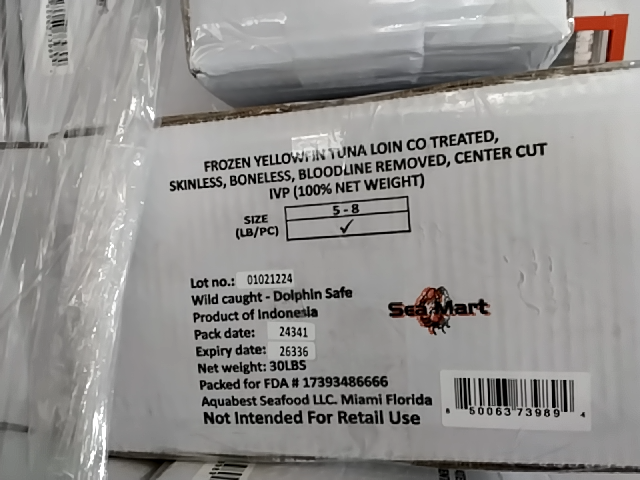 FROZEN YELLOWFIN TUNA LOIN CO TREATED,
SKINLESS, BONELESS, BLOODLINE REMOVED, CENTER CUT
IVP (100% NET WEIGHT)
SIZE (LB/PC)
5 - 8
✓
Lot no.: 01021224
Wild caught - Dolphin Safe
Product of Indonesia
Pack date: 24341
Expiry date: 26336
Net weight: 30LBS
Packed for FDA # 17393486666
Aquabest Seafood LLC. Miami Florida
Not Intended For Retail Use
Sea Mart
8 50063 73989 4